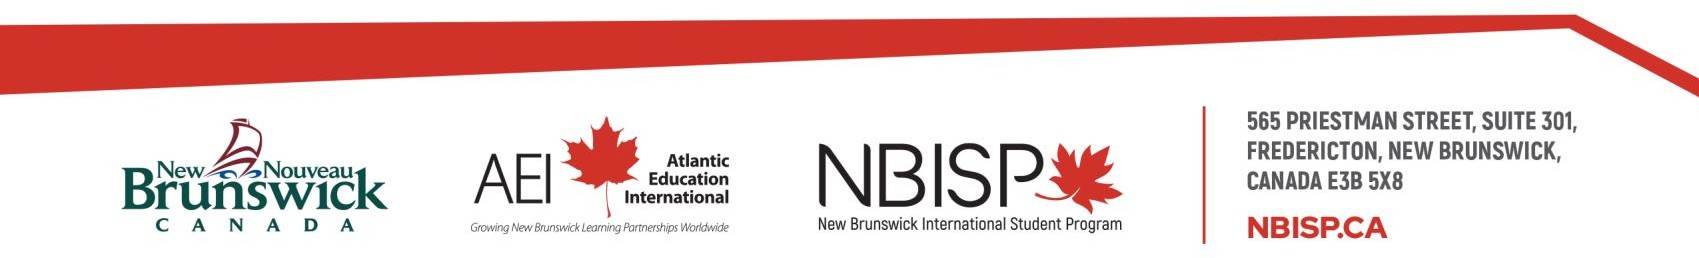 New Nouveau
Brunswick
CANADA
AEI
Atlantic
Education
International
Growing New Brunswick Learning Partnerships Worldwide
NBISP
New Brunswick International Student Program
565 PRIESTMAN STREET, SUITE 301,
FREDERICTON, NEW BRUNSWICK,
CANADA E3B 5X8
NBISP.CA